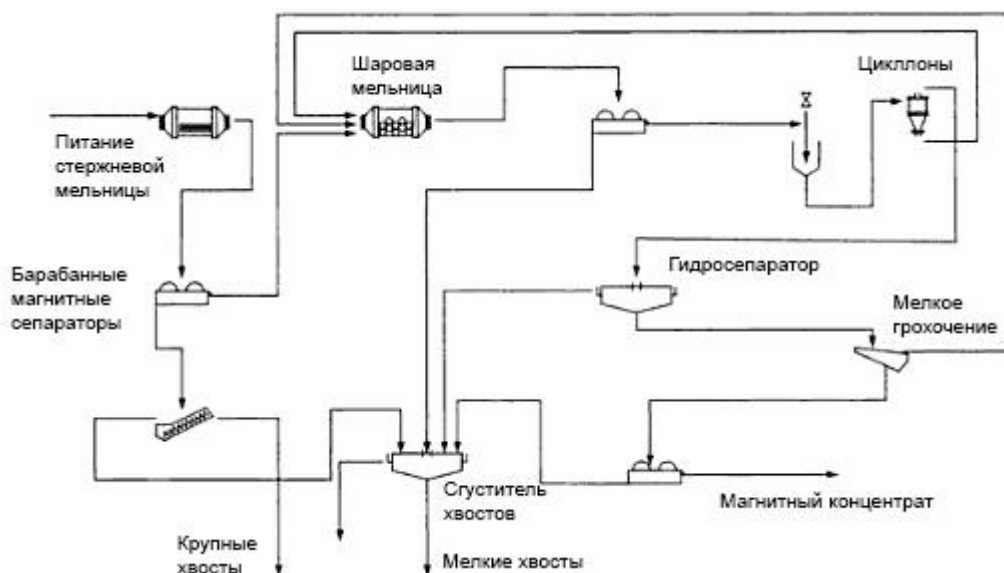 Шаровая
мельница
Цикллоны
Питание
стержневой
мельницы
Гидросепаратор
Барабанные
магнитные
сепараторы
Мелкое
грохочение
Сгуститель
хвостов
Магнитный концентрат
Крупные
хвосты
Мелкие хвосты